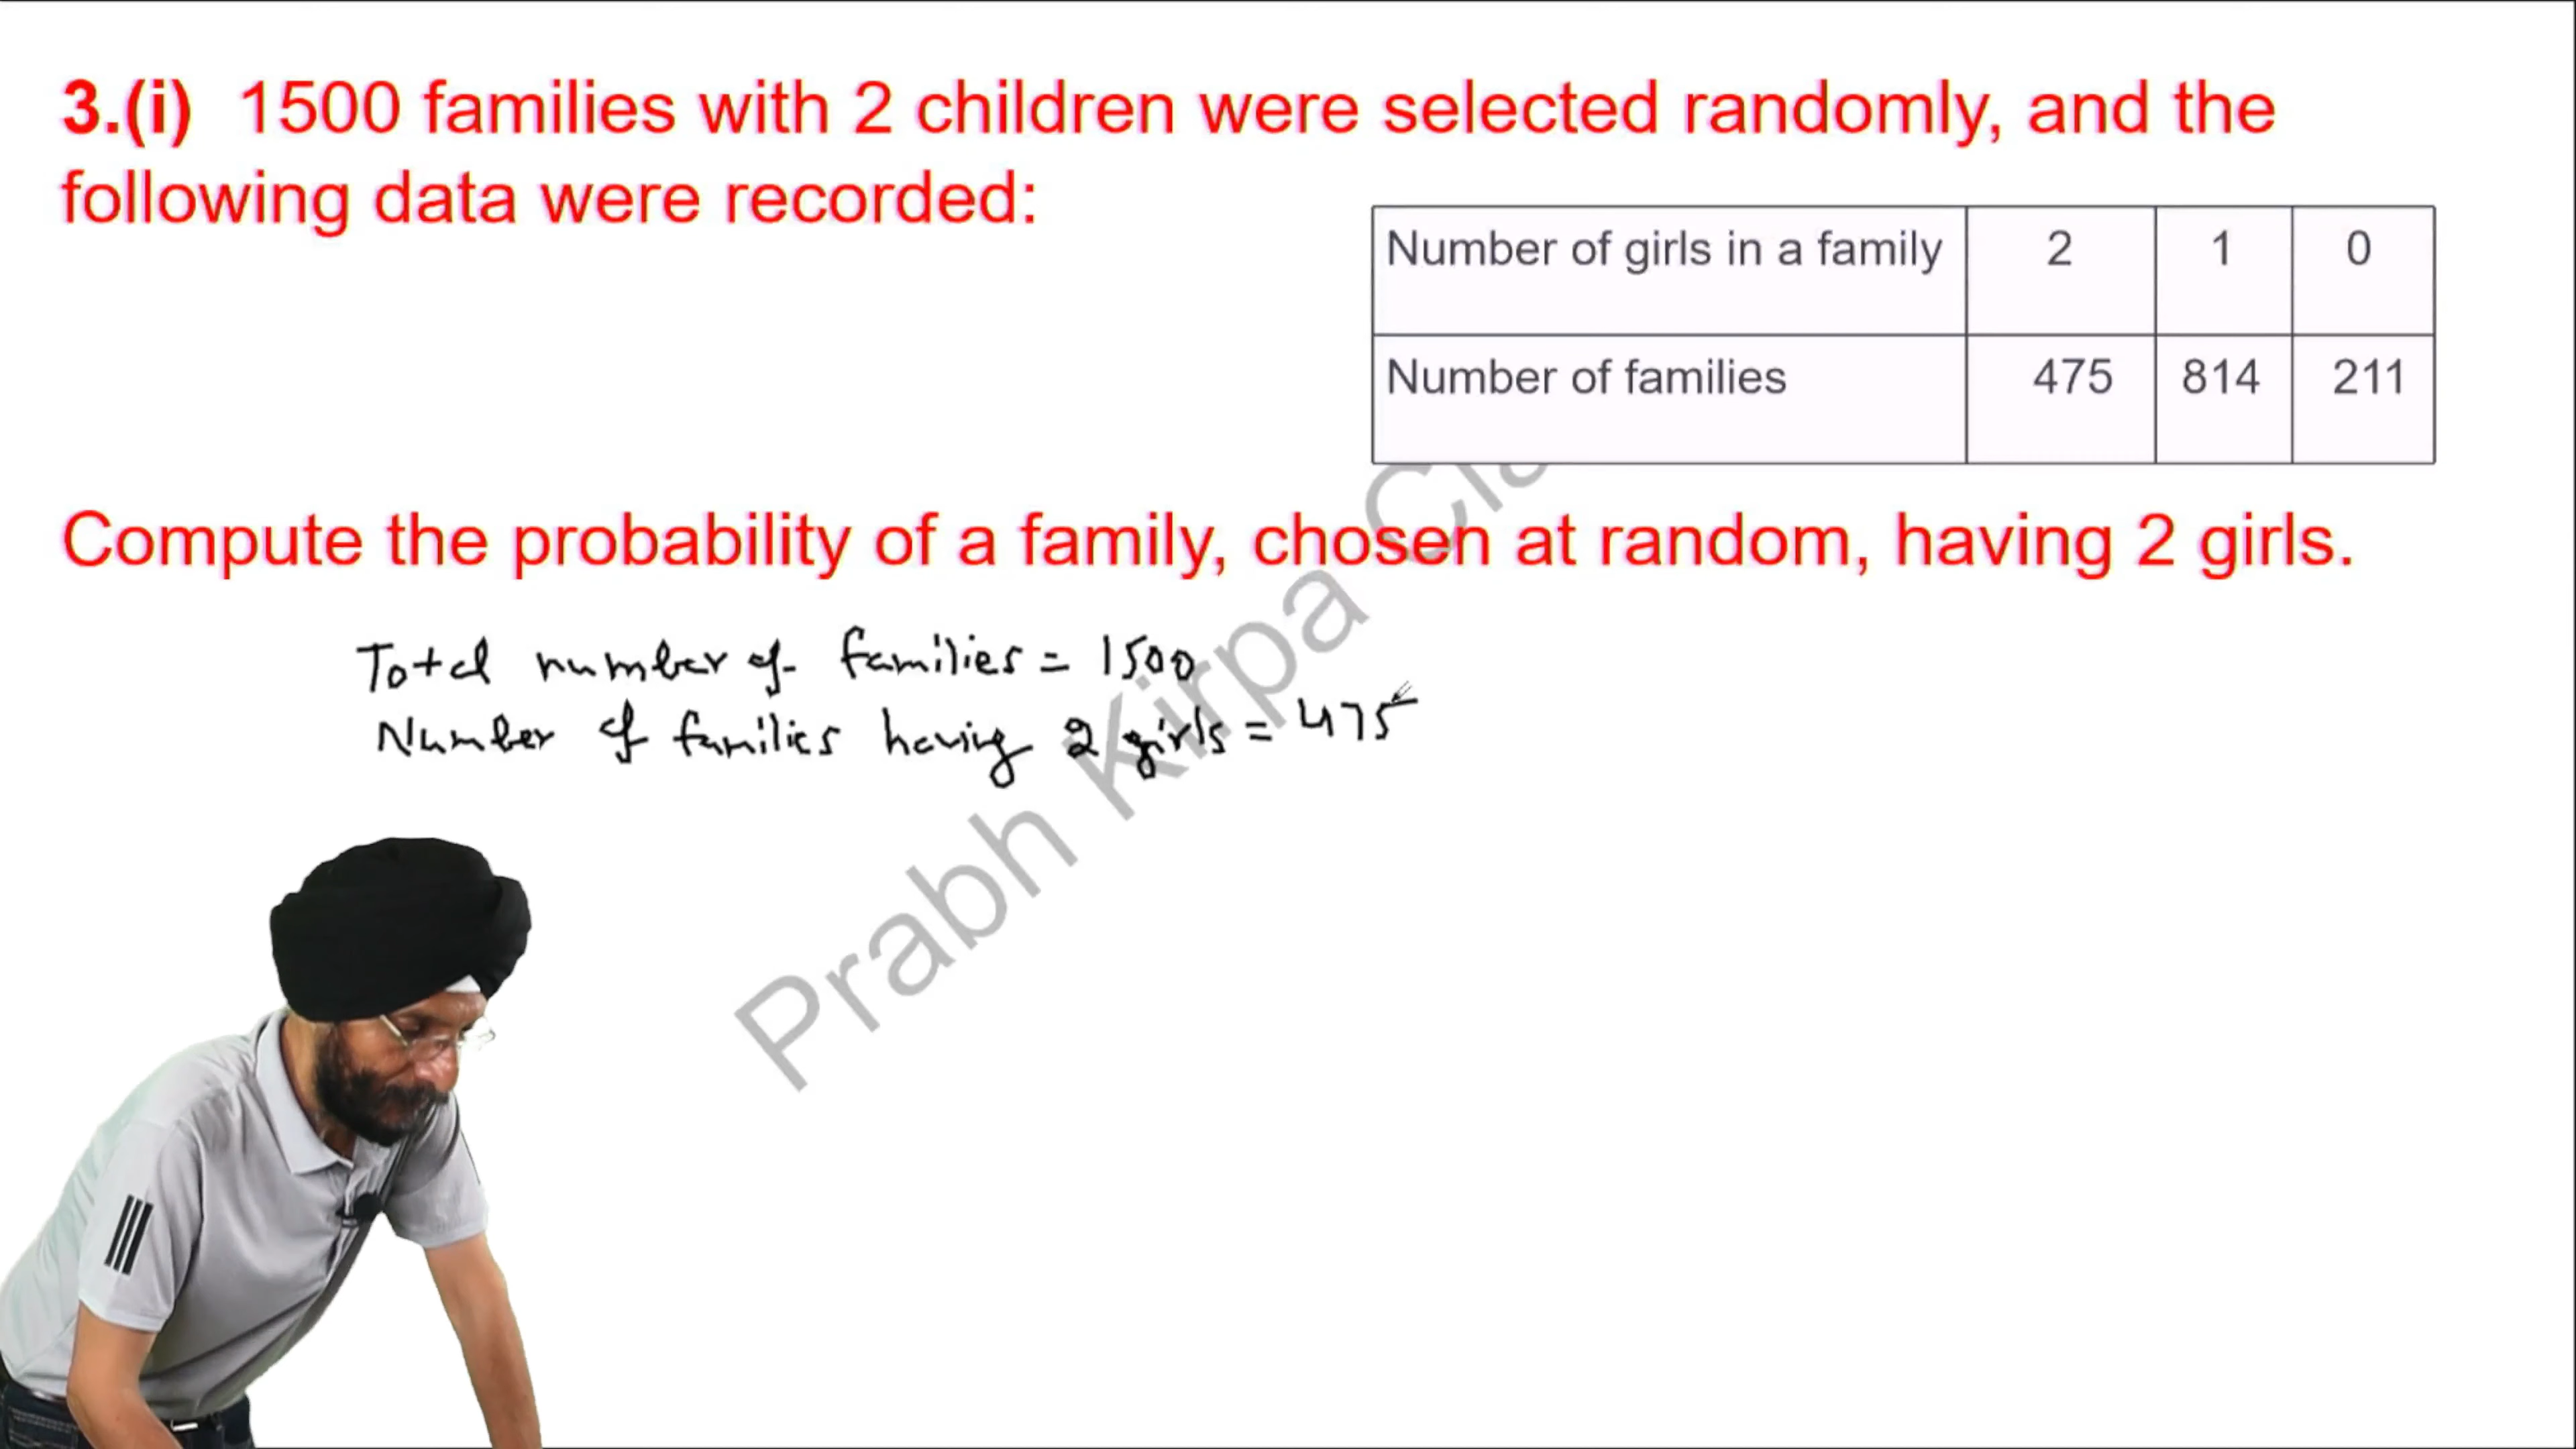 3.(i) 1500 families with 2 children were selected randomly, and the
following data were recorded:
Number of girls in a family 2 1 0
Number of families 475 814 211
Compute the probability of a family, chosen at random, having 2 girls.
Total number of families = 1500
Number of families having 2 girls = 475
Prabh Kirpa Cla